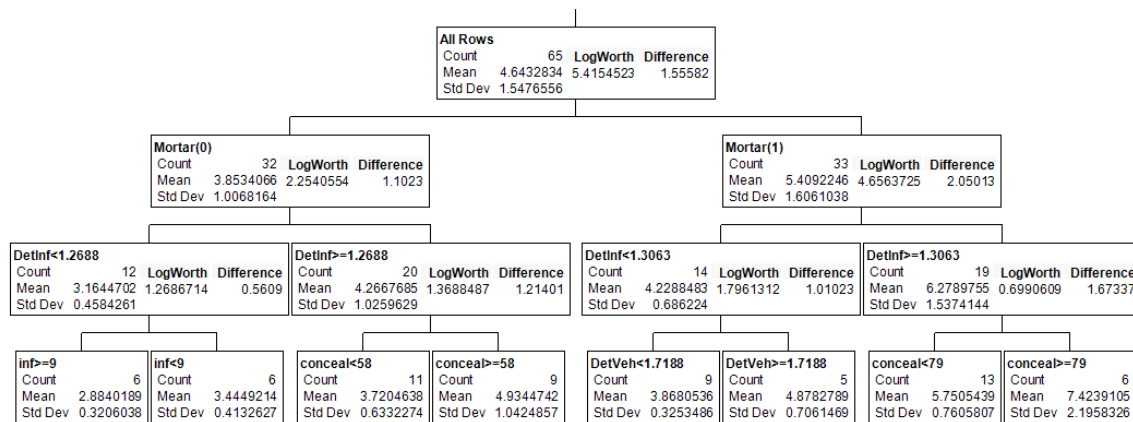 All Rows
Count 65 LogWorth Difference
Mean 4.6432834 5.4154523 1.55582
Std Dev 1.5476556
Mortar(0)
Count 32 LogWorth Difference
Mean 3.8534066 2.2540554 1.1023
Std Dev 1.0068164
Mortar(1)
Count 33 LogWorth Difference
Mean 5.4092246 4.6563725 2.05013
Std Dev 1.6061038
DetInf<1.2688
Count 12 LogWorth Difference
Mean 3.1644702 1.2686714 0.5609
Std Dev 0.4584261
DetInf>=1.2688
Count 20 LogWorth Difference
Mean 4.2667685 1.3688487 1.21401
Std Dev 1.0259629
DetInf<1.3063
Count 14 LogWorth Difference
Mean 4.2288483 1.7961312 1.01023
Std Dev 0.686224
DetInf>=1.3063
Count 19 LogWorth Difference
Mean 6.2789755 0.6990609 1.67337
Std Dev 1.5374144
inf>=9
Count 6
Mean 2.8840189
Std Dev 0.3206038
inf<9
Count 6
Mean 3.4449214
Std Dev 0.4132627
conceal<58
Count 11
Mean 3.7204638
Std Dev 0.6332274
conceal>=58
Count 9
Mean 4.9344742
Std Dev 1.0424857
DetVeh<1.7188
Count 9
Mean 3.8680536
Std Dev 0.3253486
DetVeh>=1.7188
Count 5
Mean 4.8782789
Std Dev 0.7061469
conceal<79
Count 13
Mean 5.7505439
Std Dev 0.7605807
conceal>=79
Count 6
Mean 7.4239105
Std Dev 2.1958326